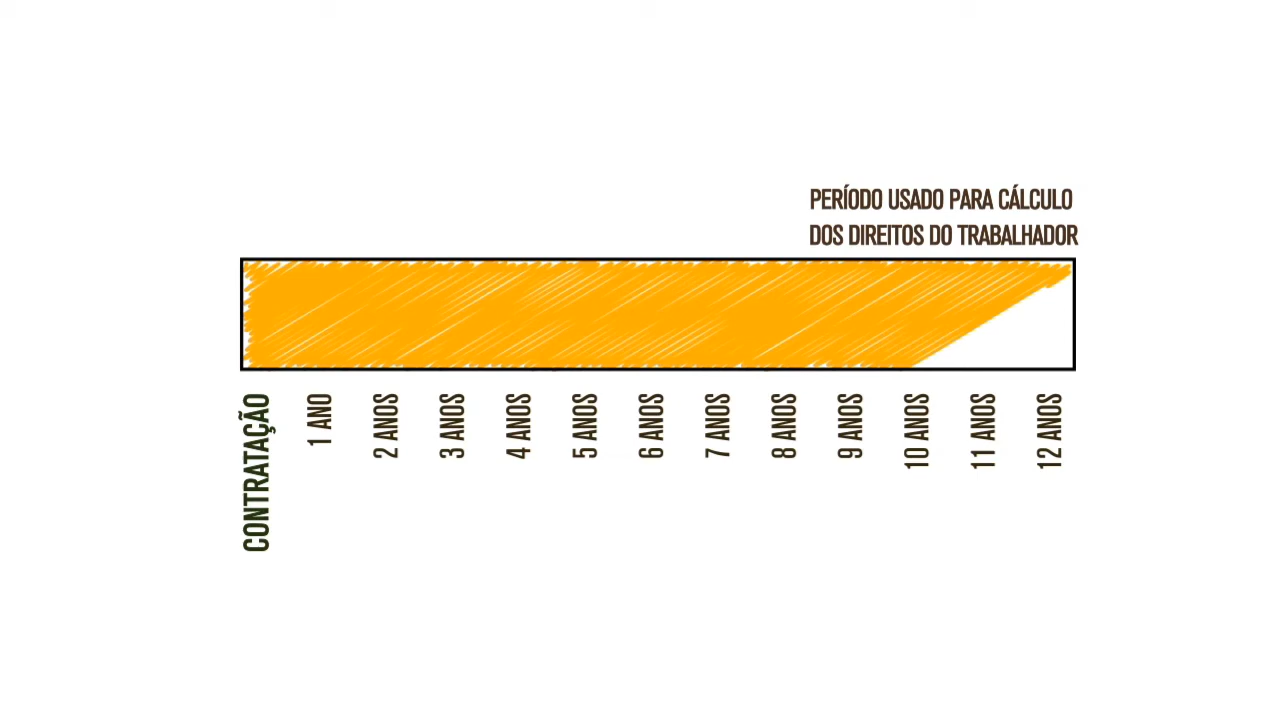 PERÍODO USADO PARA CÁLCULO
DOS DIREITOS DO TRABALHADOR
CONTRATAÇÃO
1 ANO
2 ANOS
3 ANOS
4 ANOS
5 ANOS
6 ANOS
7 ANOS
8 ANOS
9 ANOS
10 ANOS
11 ANOS
12 ANOS